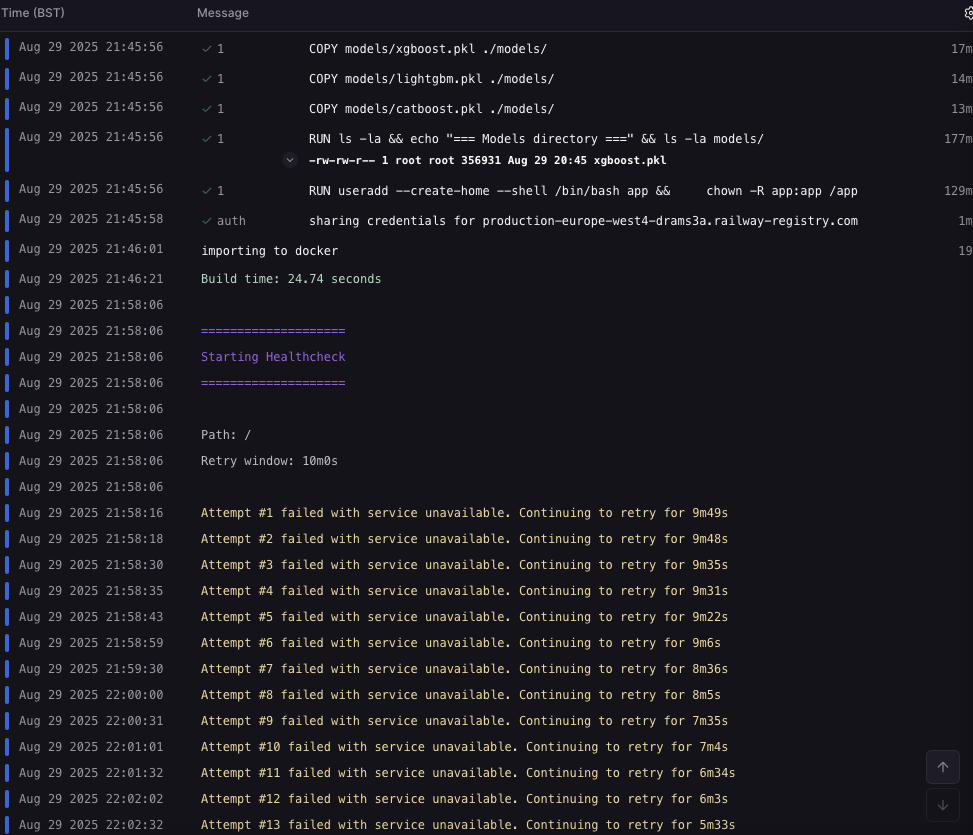 Time (BST) Message
Aug 29 2025 21:45:56 ✓ 1 COPY models/xgboost.pkl ./models/ 17m
Aug 29 2025 21:45:56 ✓ 1 COPY models/lightgbm.pkl ./models/ 14m
Aug 29 2025 21:45:56 ✓ 1 COPY models/catboost.pkl ./models/ 13m
Aug 29 2025 21:45:56 ✓ 1 RUN ls -la && echo "=== Models directory ===" && ls -la models/ 177m
-rw-rw-r-- 1 root root 356931 Aug 29 20:45 xgboost.pkl
Aug 29 2025 21:45:56 ✓ 1 RUN useradd --create-home --shell /bin/bash app && chown -R app:app /app 129m
Aug 29 2025 21:45:58 ✓ auth sharing credentials for production-europe-west4-drams3a.railway-registry.com 1m
Aug 29 2025 21:46:01 importing to docker 19
Aug 29 2025 21:46:21 Build time: 24.74 seconds
Aug 29 2025 21:58:06
Aug 29 2025 21:58:06 ====================
Aug 29 2025 21:58:06 Starting Healthcheck
Aug 29 2025 21:58:06 ====================
Aug 29 2025 21:58:06
Aug 29 2025 21:58:06 Path: /
Aug 29 2025 21:58:06 Retry window: 10m0s
Aug 29 2025 21:58:06
Aug 29 2025 21:58:16 Attempt #1 failed with service unavailable. Continuing to retry for 9m49s
Aug 29 2025 21:58:18 Attempt #2 failed with service unavailable. Continuing to retry for 9m48s
Aug 29 2025 21:58:30 Attempt #3 failed with service unavailable. Continuing to retry for 9m35s
Aug 29 2025 21:58:35 Attempt #4 failed with service unavailable. Continuing to retry for 9m31s
Aug 29 2025 21:58:43 Attempt #5 failed with service unavailable. Continuing to retry for 9m22s
Aug 29 2025 21:58:59 Attempt #6 failed with service unavailable. Continuing to retry for 9m6s
Aug 29 2025 21:59:30 Attempt #7 failed with service unavailable. Continuing to retry for 8m36s
Aug 29 2025 22:00:00 Attempt #8 failed with service unavailable. Continuing to retry for 8m5s
Aug 29 2025 22:00:31 Attempt #9 failed with service unavailable. Continuing to retry for 7m35s
Aug 29 2025 22:01:01 Attempt #10 failed with service unavailable. Continuing to retry for 7m4s
Aug 29 2025 22:01:32 Attempt #11 failed with service unavailable. Continuing to retry for 6m34s
Aug 29 2025 22:02:02 Attempt #12 failed with service unavailable. Continuing to retry for 6m3s
Aug 29 2025 22:02:32 Attempt #13 failed with service unavailable. Continuing to retry for 5m33s